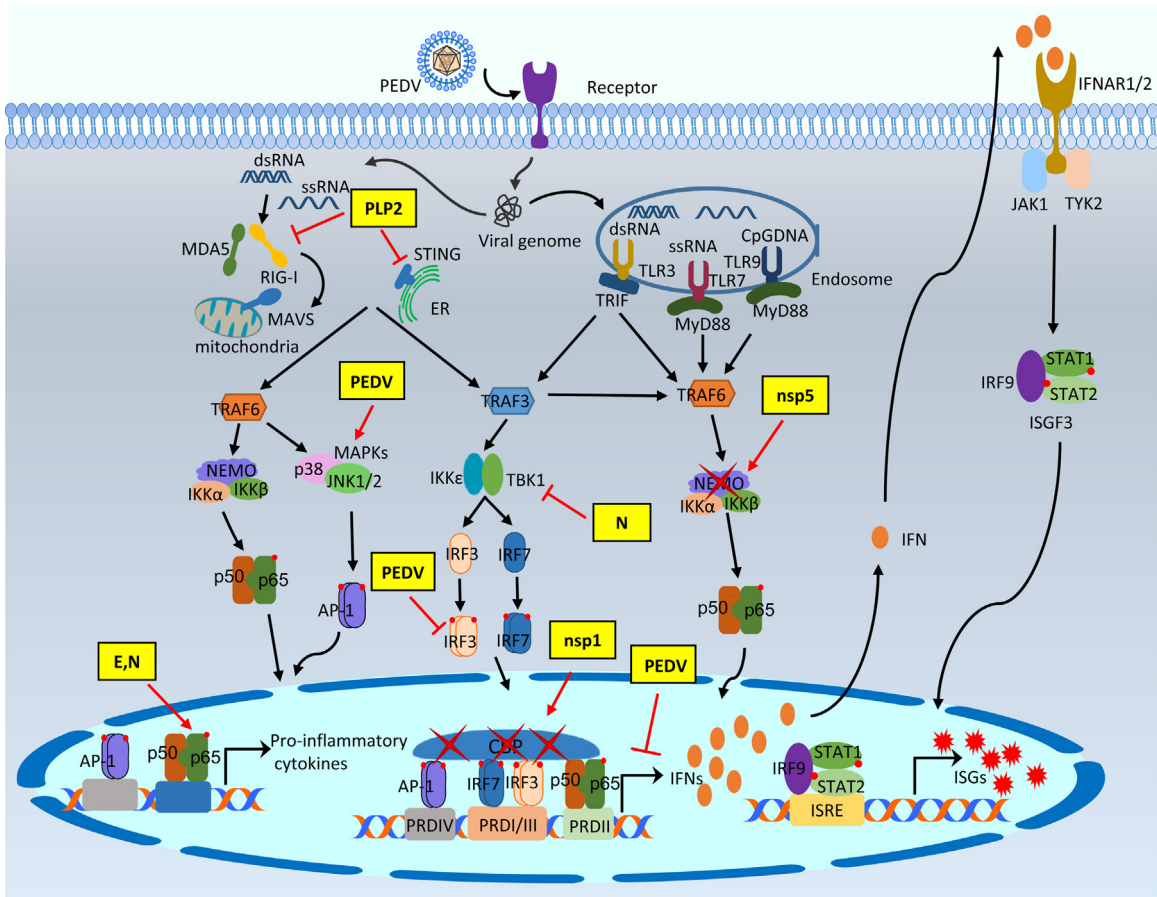 PEDV
Receptor
IFNAR1/2
dsRNA
ssRNA
PLP2
Viral genome
dsRNA
ssRNA
CpGDNA
TLR3
TLR7
TLR9
TRIF
MyD88
MyD88
Endosome
JAK1
TYK2
MDA5
RIG-I
MAVS
mitochondria
STING
ER
PEDV
TRAF6
TRAF3
TRAF6
nsp5
IRF9
STAT1
STAT2
ISGF3
p38
MAPKs
JNK1/2
NEMO
IKKα
IKKβ
IKKε
TBK1
NEMO
IKKα
IKKβ
N
IFN
IRF3
IRF7
p50
p65
PEDV
AP-1
IRF3
IRF7
p50
p65
E,N
nsp1
PEDV
AP-1
p50
p65
Pro-inflammatory
cytokines
CBP
AP-1
IRF7
IRF3
p50
p65
IFNs
IRF9
STAT1
STAT2
ISGs
PRDIV
PRDI/III
PRDII
ISRE